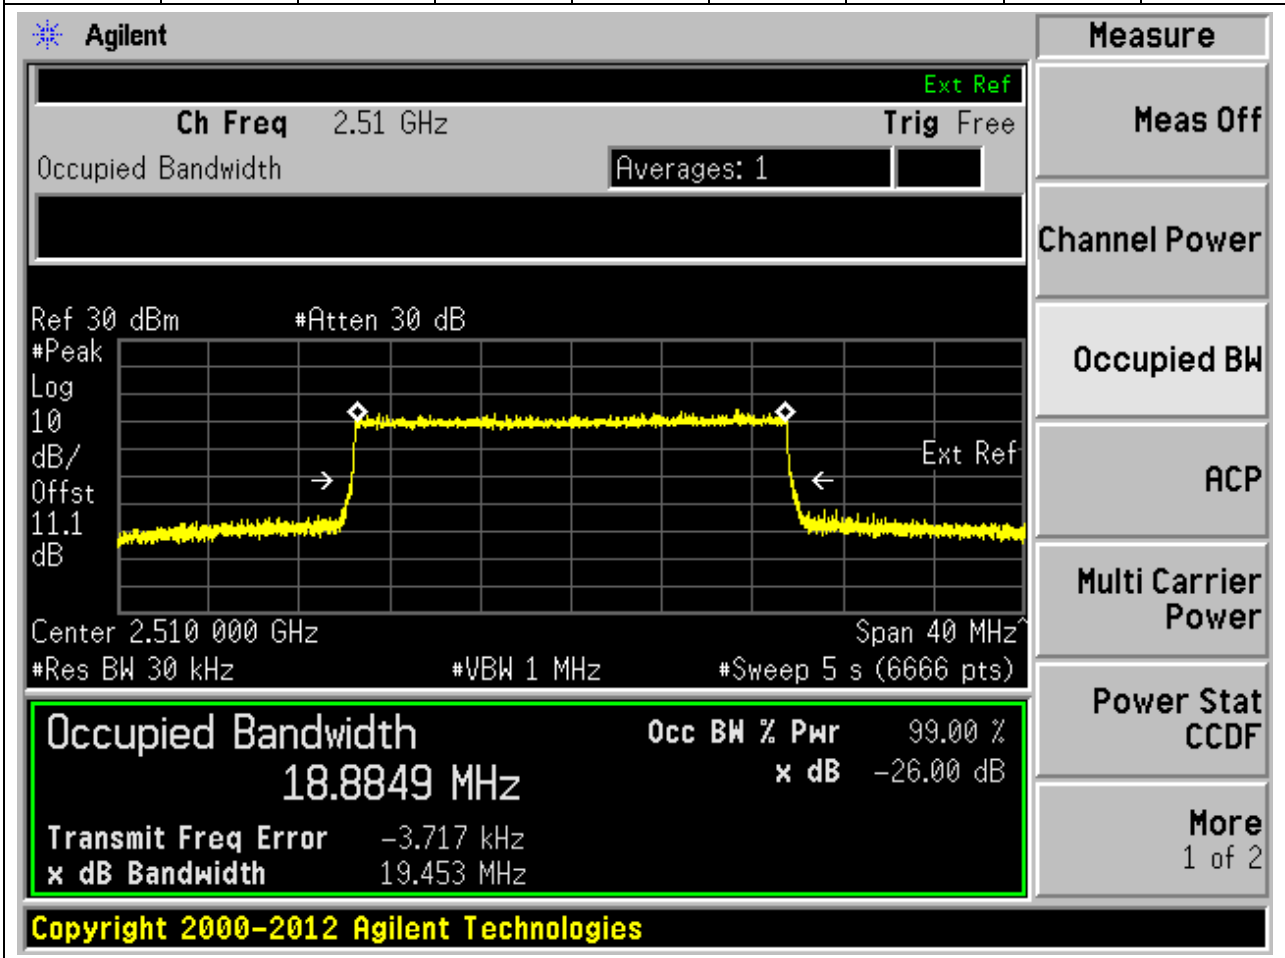 Agilent
Measure
Ext Ref
Ch Freq 2.51 GHz Trig Free
Occupied Bandwidth Averages: 1
Meas Off
Channel Power
Occupied BW
ACP
Multi Carrier
Power
Power Stat
CCDF
More
1 of 2
Ref 30 dBm #Atten 30 dB
#Peak
Log
10
dB/
Offst
11.1
dB
Ext Ref
Center 2.510 000 GHz Span 40 MHz^
#Res BW 30 kHz #VBW 1 MHz #Sweep 5 s (6666 pts)
Occupied Bandwidth Occ BW % Pwr 99.00 %
18.8849 MHz x dB -26.00 dB
Transmit Freq Error -3.717 kHz
x dB Bandwidth 19.453 MHz
Copyright 2000-2012 Agilent Technologies